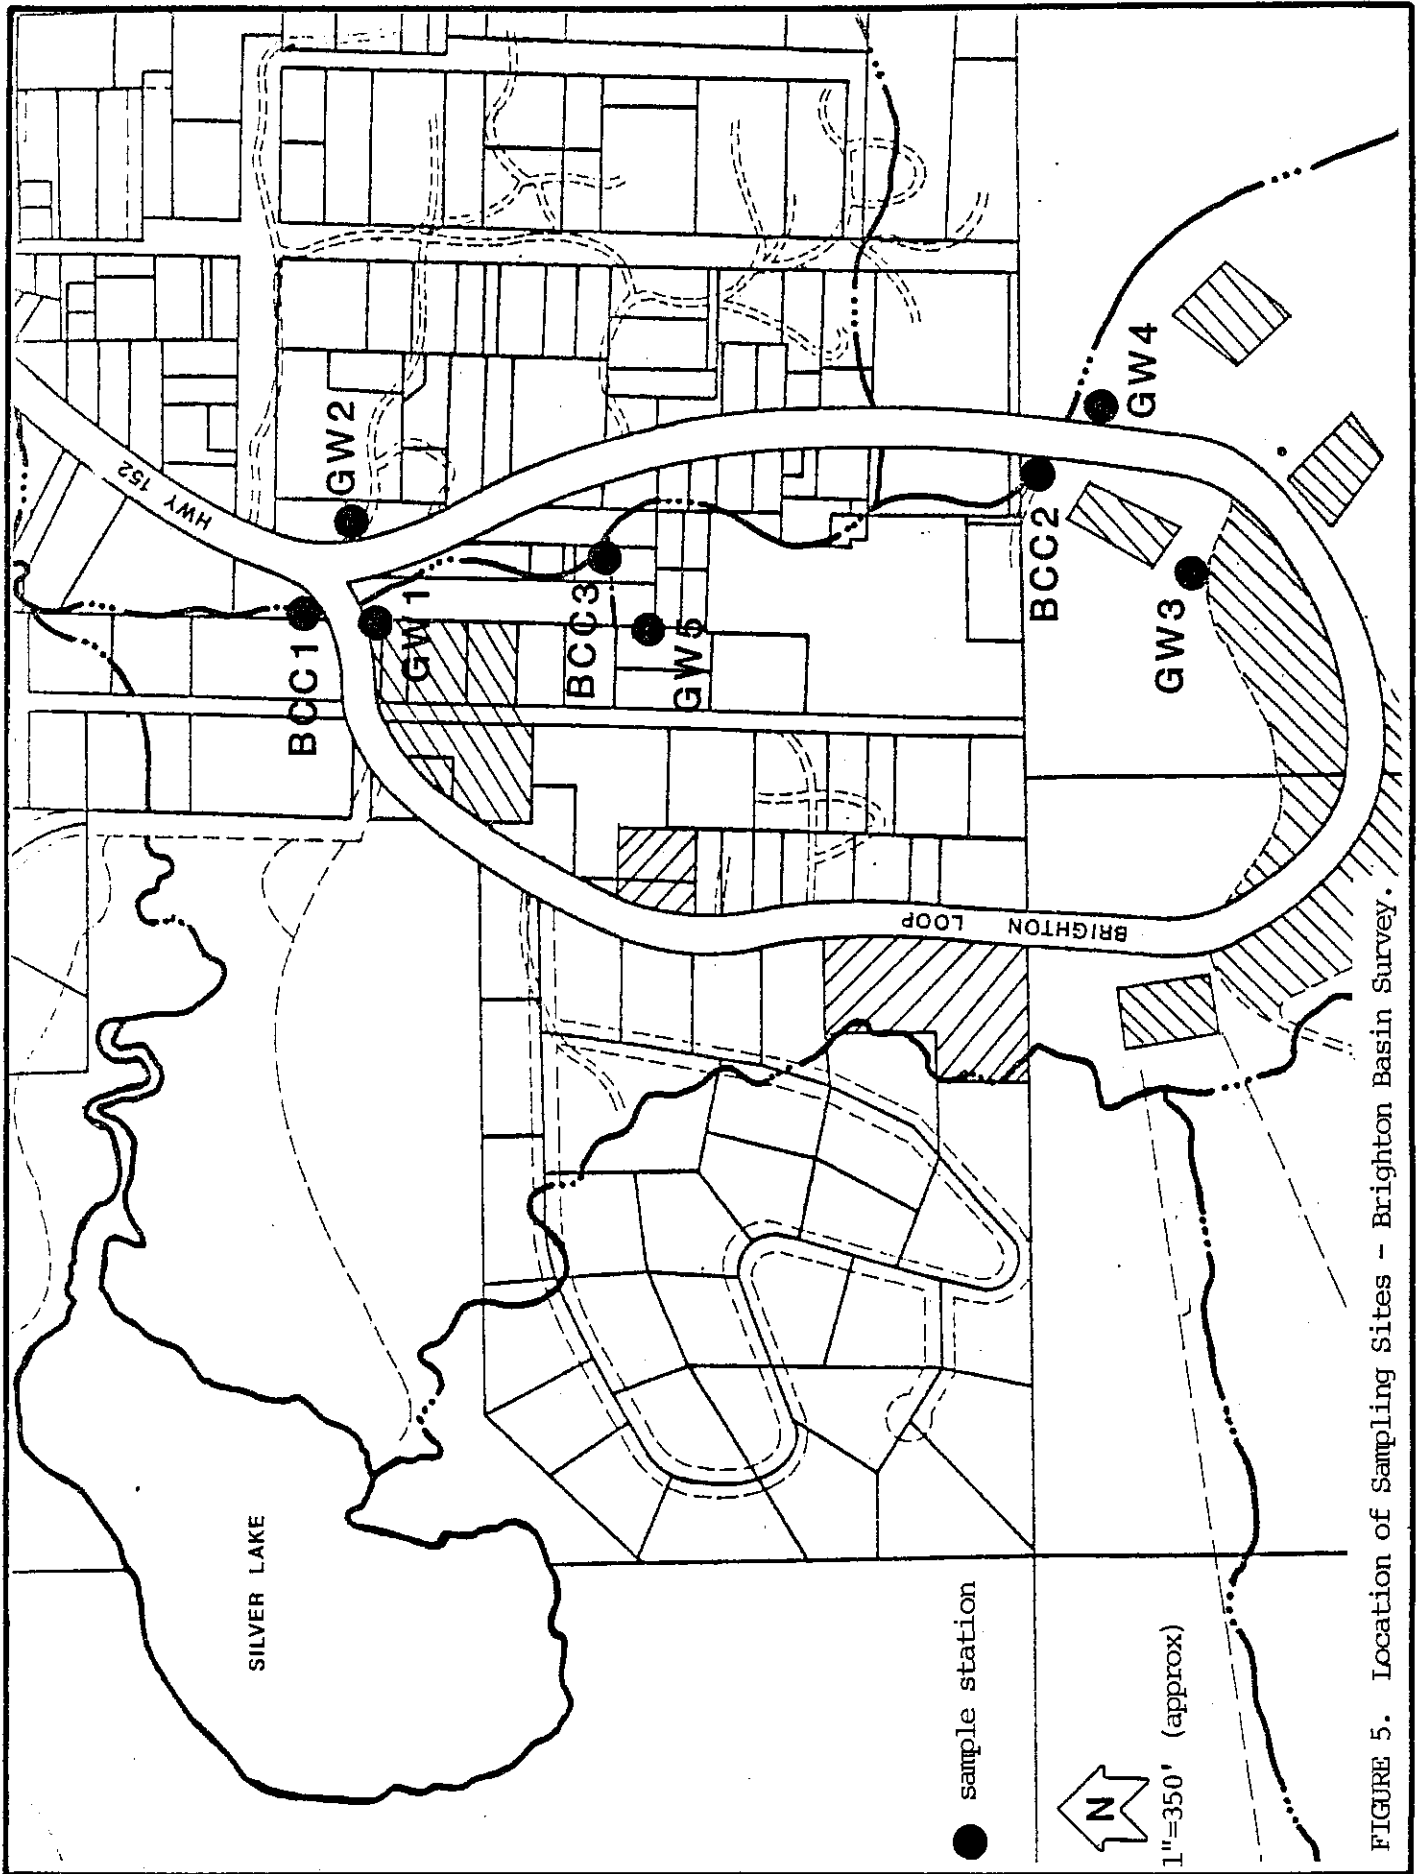 HWY 152
GW2
BCC1
GW1
BCC3
GW5
GW4
BCC2
GW3
BRIGHTON LOOP
SILVER LAKE
sample station
N
1"=350' (approx)
FIGURE 5. Location of Sampling Sites - Brighton Basin Survey.